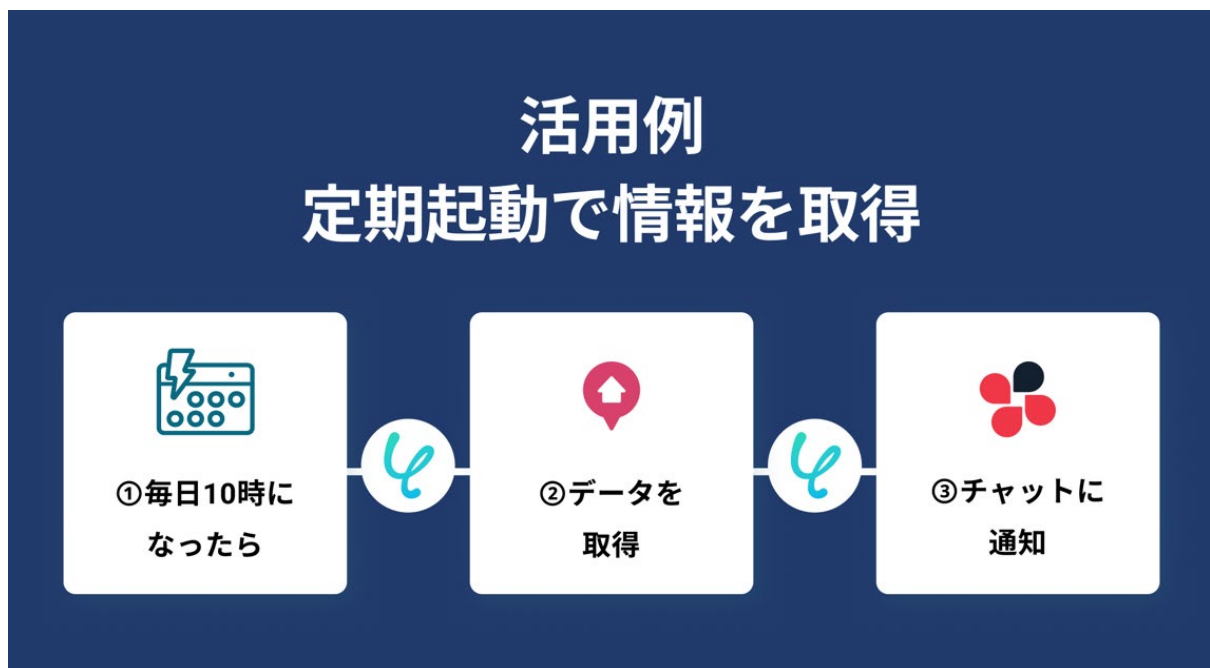 活用例
定期起動で情報を取得
①毎日10時に
なったら
②データを
取得
③チャットに
通知